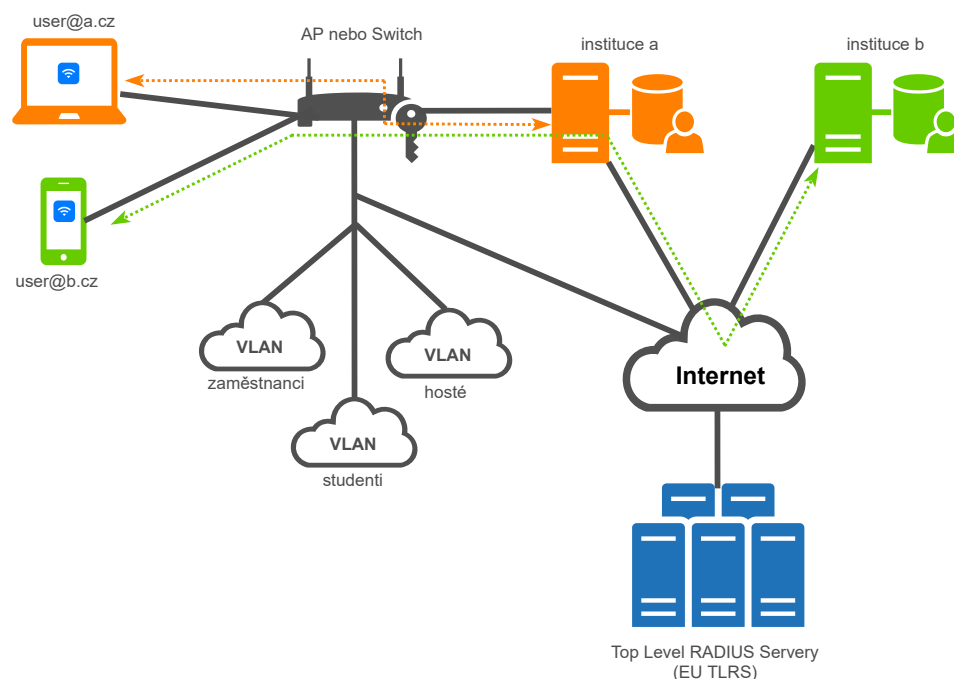 user@a.cz
AP nebo Switch
instituce a
instituce b
user@b.cz
VLAN
zaměstnanci
VLAN
hosté
VLAN
studenti
Internet
Top Level RADIUS Servery
(EU TLRS)